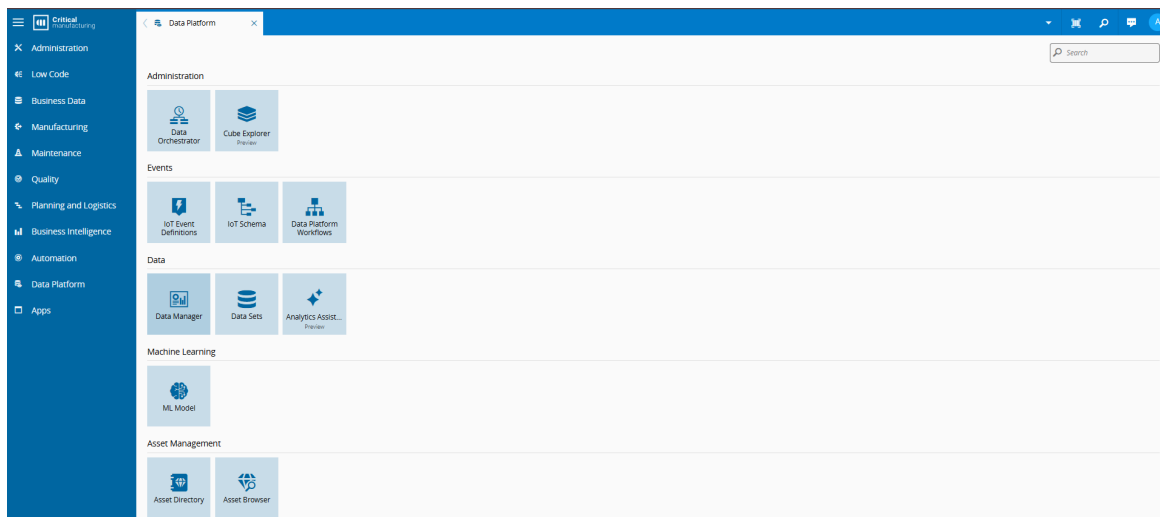 Critical
manufacturing
Data Platform
Administration
Low Code
Business Data
Manufacturing
Maintenance
Quality
Planning and Logistics
Business Intelligence
Automation
Data Platform
Apps
Search
Administration
Data
Orchestrator
Cube Explorer
Preview
Events
IoT Event
Definitions
IoT Schema
Data Platform
Workflows
Data
Data Manager
Data Sets
Analytics Assist...
Preview
Machine Learning
ML Model
Asset Management
Asset Directory
Asset Browser